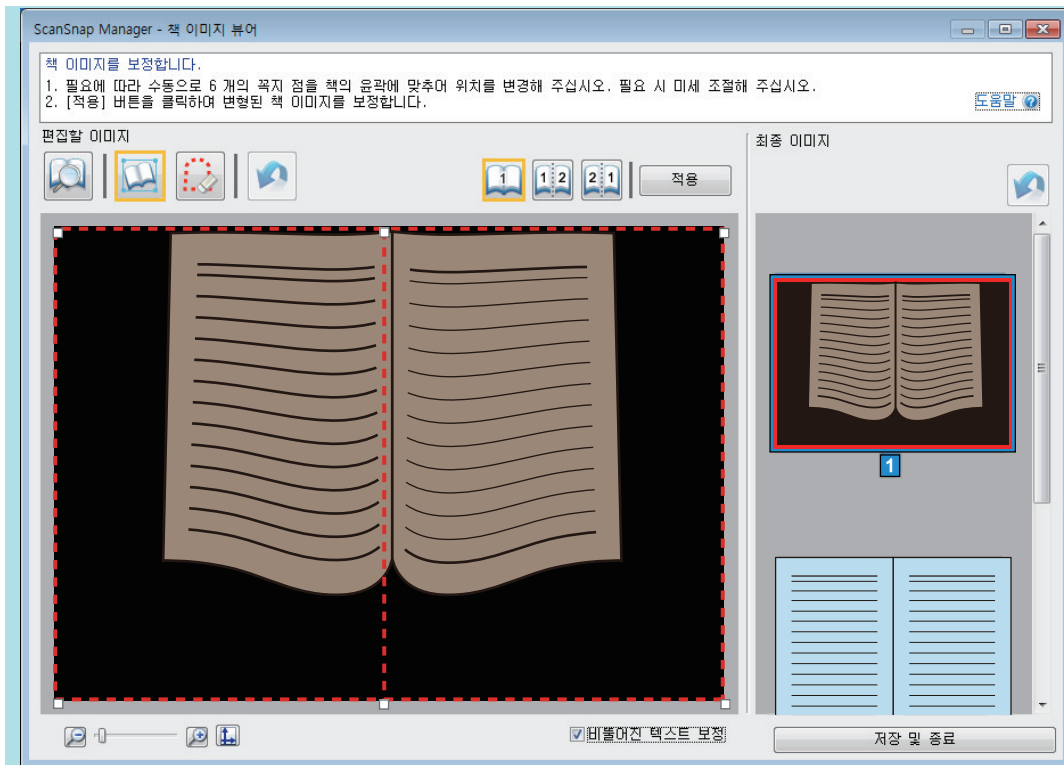 ScanSnap Manager - 책 이미지 뷰어
책 이미지를 보정합니다.
1. 필요에 따라 수동으로 6 개의 꼭지 점을 책의 윤곽에 맞추어 위치를 변경해 주십시오. 필요 시 미세 조절해 주십시오.
2. [적용] 버튼을 클릭하여 변형된 책 이미지를 보정합니다.
도움말
편집할 이미지
최종 이미지
1
1 2
2 1
적용
1
비뚤어진 텍스트 보정
저장 및 종료